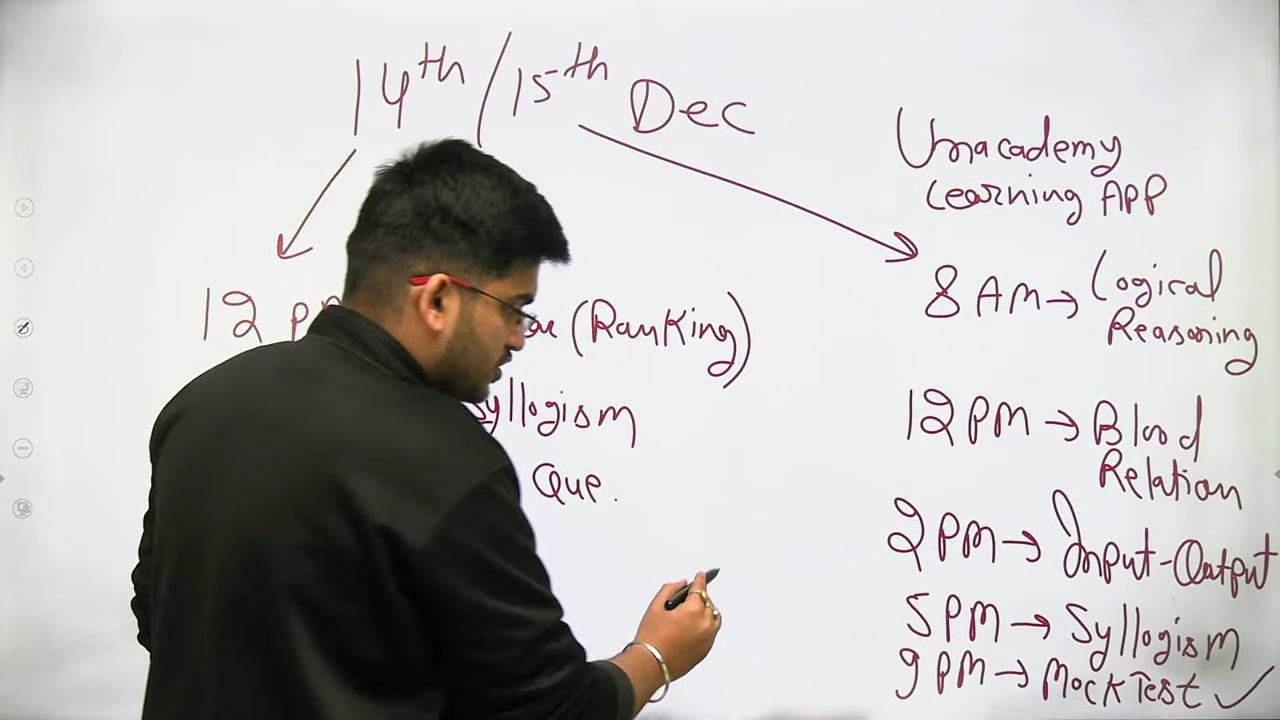 14th/15th Dec
12 P
(Ranking)
Syllogism
Que.
Unacademy
Learning APP
8 AM→ Logical
Reasoning
12 PM → Blood
Relation
2 PM → Input-Output
5 PM → Syllogism
9 PM → Mock Test ✓